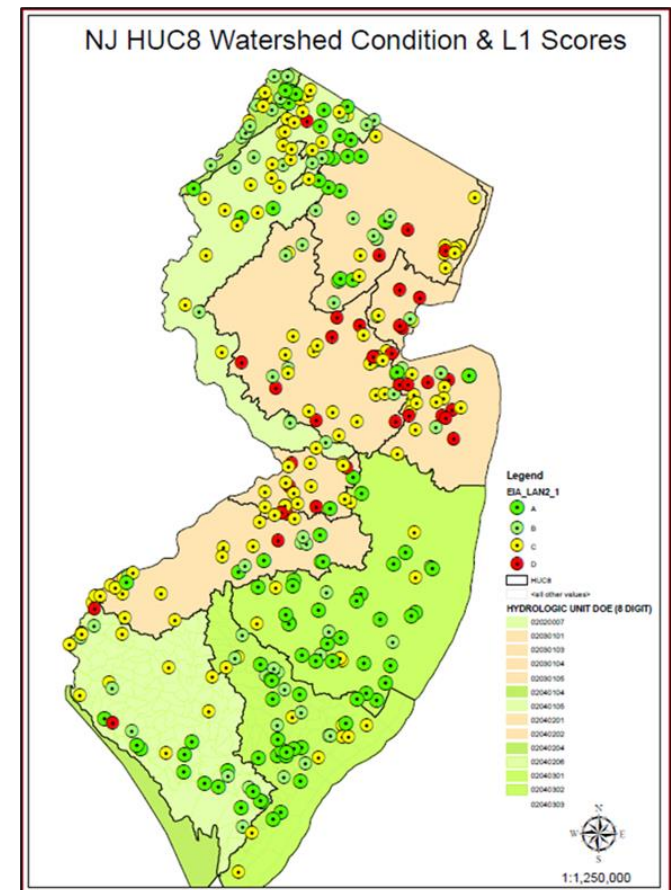 NJ HUC8 Watershed Condition & L1 Scores
Legend
EIA_LAN2_1
A
B
C
D
HUC8
<all other values>
HYDROLOGIC UNIT DOE (8 DIGIT)
02020007
02030101
02030103
02030104
02030105
02040104
02040105
02040201
02040202
02040204
02040206
02040301
02040302
02040303
N
W E
S
1:1,250,000